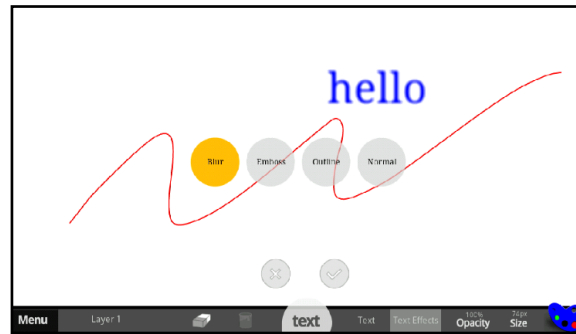 hello
Blur Emboss Outline Normal
Menu Layer 1 text Text Text Effects 100% Opacity 74px Size